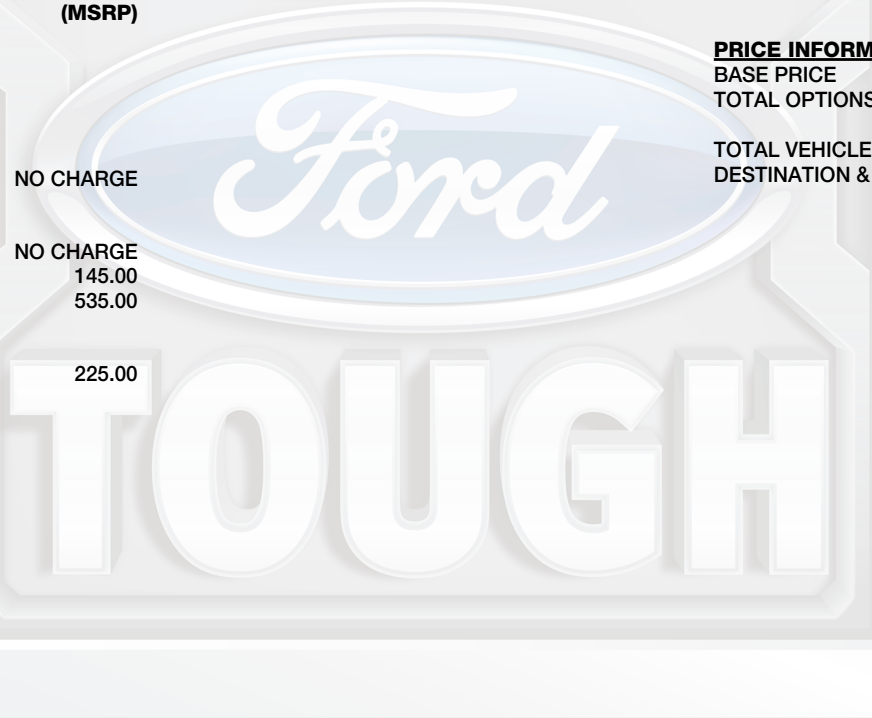 (MSRP)
NO CHARGE
NO CHARGE
145.00
535.00
225.00
PRICE INFORM
BASE PRICE
TOTAL OPTIONS
TOTAL VEHICLE
DESTINATION &
Ford
TOUGH